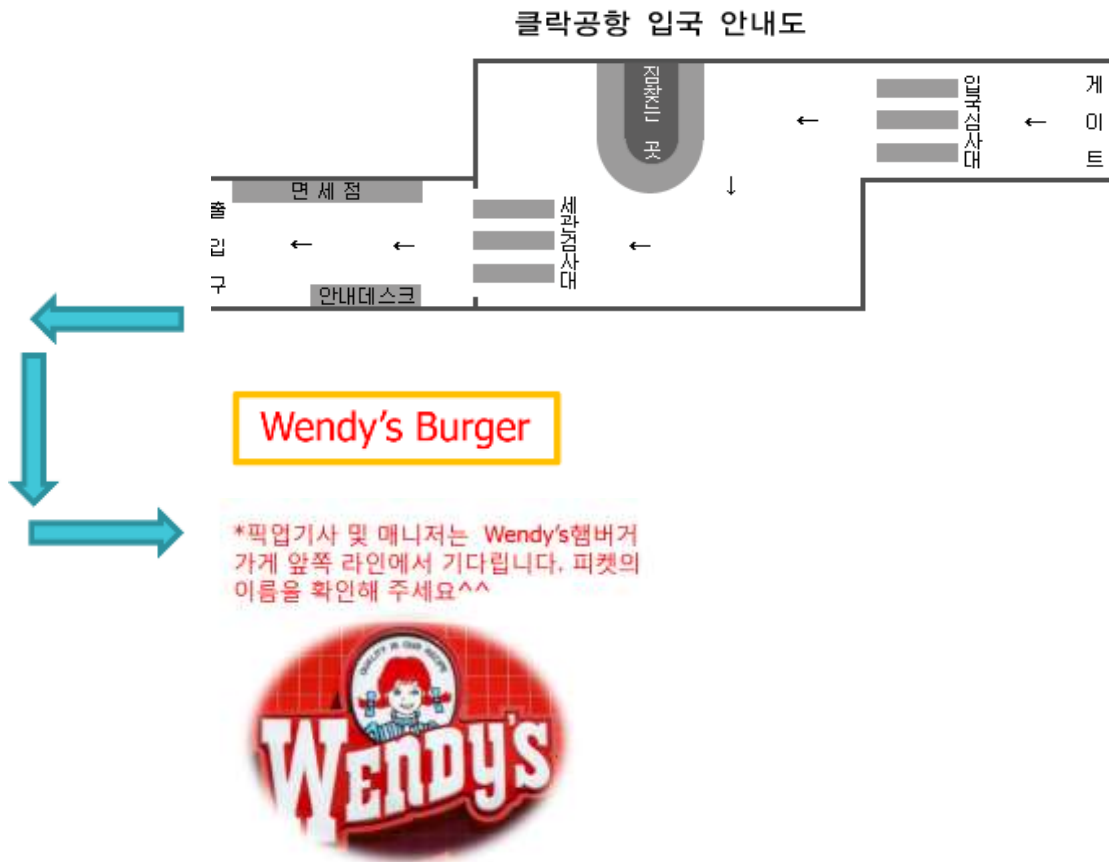 클락공항 입국 안내도
짐찾는 곳
입국심사대
게이트
면세점
출입구
세관검사대
안내데스크
Wendy's Burger
*픽업기사 및 매니저는 Wendy's햄버거
가게 앞쪽 라인에서 기다립니다. 피켓의
이름을 확인해 주세요^^
QUALITY IS OUR RECIPE
WENDY'S